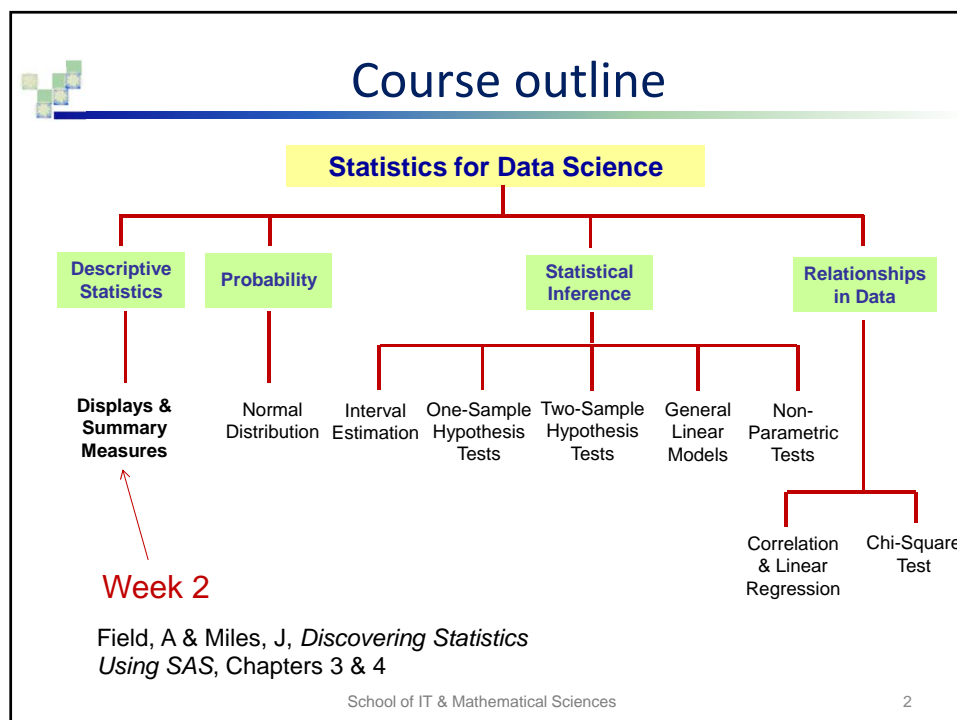 Course outline
Statistics for Data Science
Descriptive
Statistics
Probability
Statistical
Inference
Relationships
in Data
Displays &
Summary
Measures
Normal
Distribution
Interval
Estimation
One-Sample
Hypothesis
Tests
Two-Sample
Hypothesis
Tests
General
Linear
Models
Non-
Parametric
Tests
Correlation
& Linear
Regression
Chi-Square
Test
Week 2
Field, A & Miles, J, Discovering Statistics
Using SAS, Chapters 3 & 4
School of IT & Mathematical Sciences
2